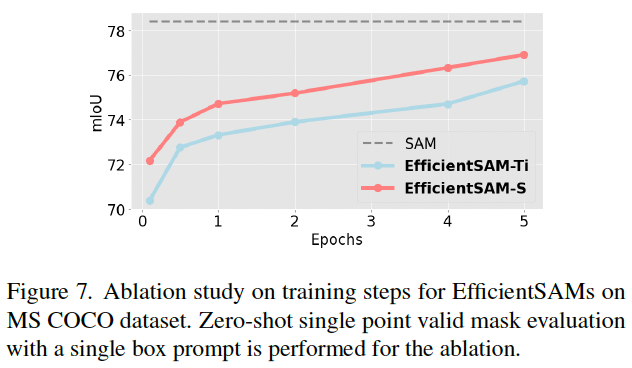 78
76
74
72
70
mIoU
0
1
2
3
4
5
Epochs
SAM
EfficientSAM-Ti
EfficientSAM-S
Figure 7. Ablation study on training steps for EfficientSAMs on
MS COCO dataset. Zero-shot single point valid mask evaluation
with a single box prompt is performed for the ablation.